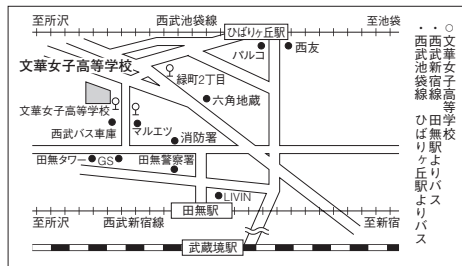 至所沢
西武池袋線
ひばりヶ丘駅
至池袋
パルコ
西友
文華女子高等学校
緑町2丁目
六角地蔵
文華女子高等学校
西武バス車庫
マルエツ
消防署
田無タワー
GS
田無警察署
LIVIN
至所沢
西武新宿線
田無駅
至新宿
武蔵境駅
○文華女子高等学校
・西武新宿線 田無駅よりバス
・西武池袋線 ひばりヶ丘駅よりバス